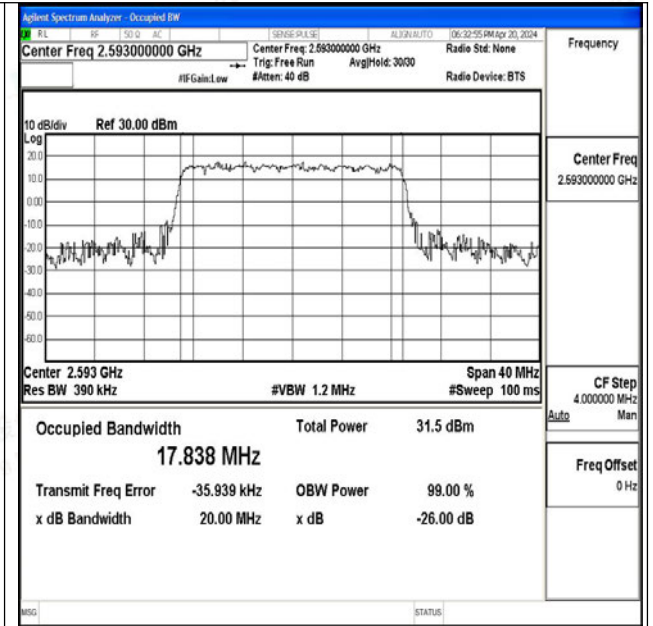 Agilent Spectrum Analyzer - Occupied BW
RL RF 50 Ω AC SENSE:PULSE ALIGN AUTO 06:32:55 PM Apr 20, 2024
Center Freq 2.593000000 GHz
Center Freq: 2.593000000 GHz
Radio Std: None
Trig: Free Run
Avg|Hold: 30/30
#IFGain:Low
#Atten: 40 dB
Radio Device: BTS
10 dB/div Ref 30.00 dBm
Log
20.0
10.0
0.00
-10.0
-20.0
-30.0
-40.0
-50.0
-60.0
Center 2.593 GHz Span 40 MHz
Res BW 390 kHz #VBW 1.2 MHz #Sweep 100 ms
Occupied Bandwidth Total Power 31.5 dBm
17.838 MHz
Transmit Freq Error -35.939 kHz OBW Power 99.00 %
x dB Bandwidth 20.00 MHz x dB -26.00 dB
MSG STATUS
Frequency
Center Freq
2.593000000 GHz
CF Step
4.000000 MHz
Auto Man
Freq Offset
0 Hz